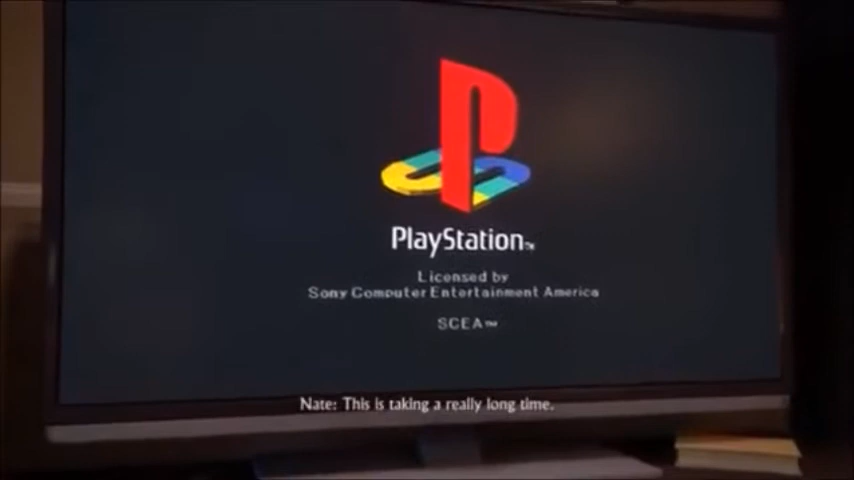 PlayStation™
Licensed by
Sony Computer Entertainment America
SCEA™
Nate: This is taking a really long time.